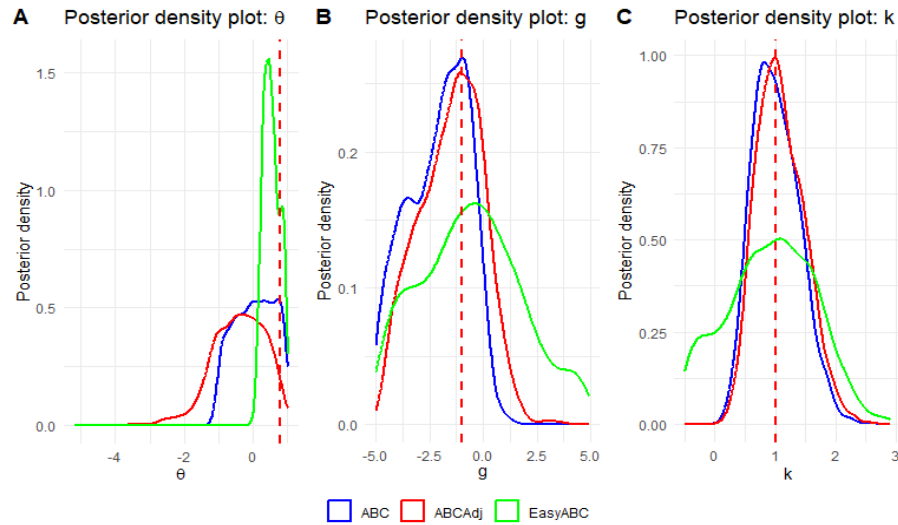 A Posterior density plot: θ
Posterior density
1.5
1.0
0.5
0.0
-4 -2 0
θ
B Posterior density plot: g
Posterior density
0.2
0.1
0.0
-5.0 -2.5 0.0 2.5 5.0
g
C Posterior density plot: k
Posterior density
1.00
0.75
0.50
0.25
0.00
0 1 2 3
k
ABC ABCAdj EasyABC